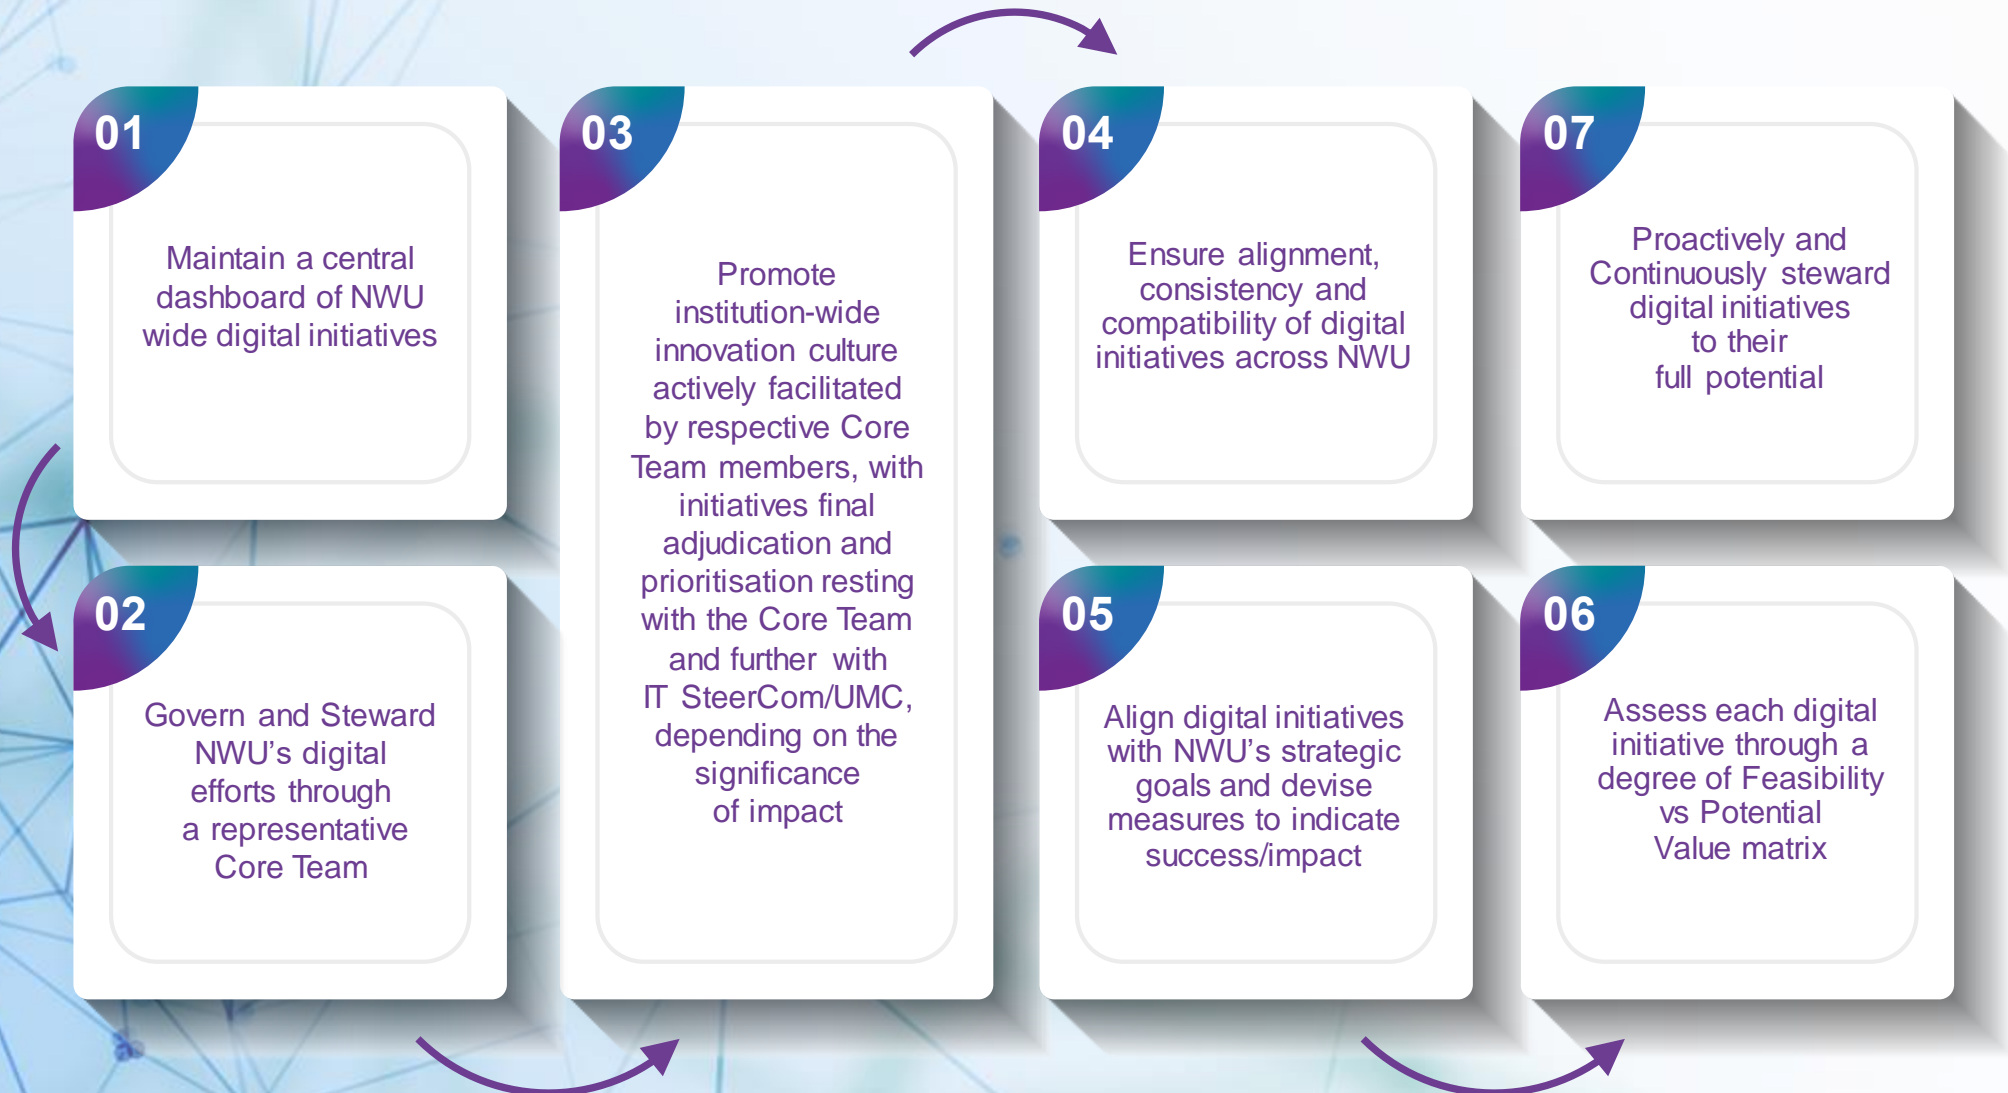 01
Maintain a central
dashboard of NWU
wide digital initiatives
02
Govern and Steward
NWU's digital
efforts through
a representative
Core Team
03
Promote
institution-wide
innovation culture
actively facilitated
by respective Core
Team members, with
initiatives final
adjudication and
prioritisation resting
with the Core Team
and further with
IT SteerCom/UMC,
depending on the
significance
of impact
04
Ensure alignment,
consistency and
compatibility of digital
initiatives across NWU
05
Align digital initiatives
with NWU’s strategic
goals and devise
measures to indicate
success/impact
06
Assess each digital
initiative through a
degree of Feasibility
vs Potential
Value matrix
07
Proactively and
Continuously steward
digital initiatives
to their
full potential